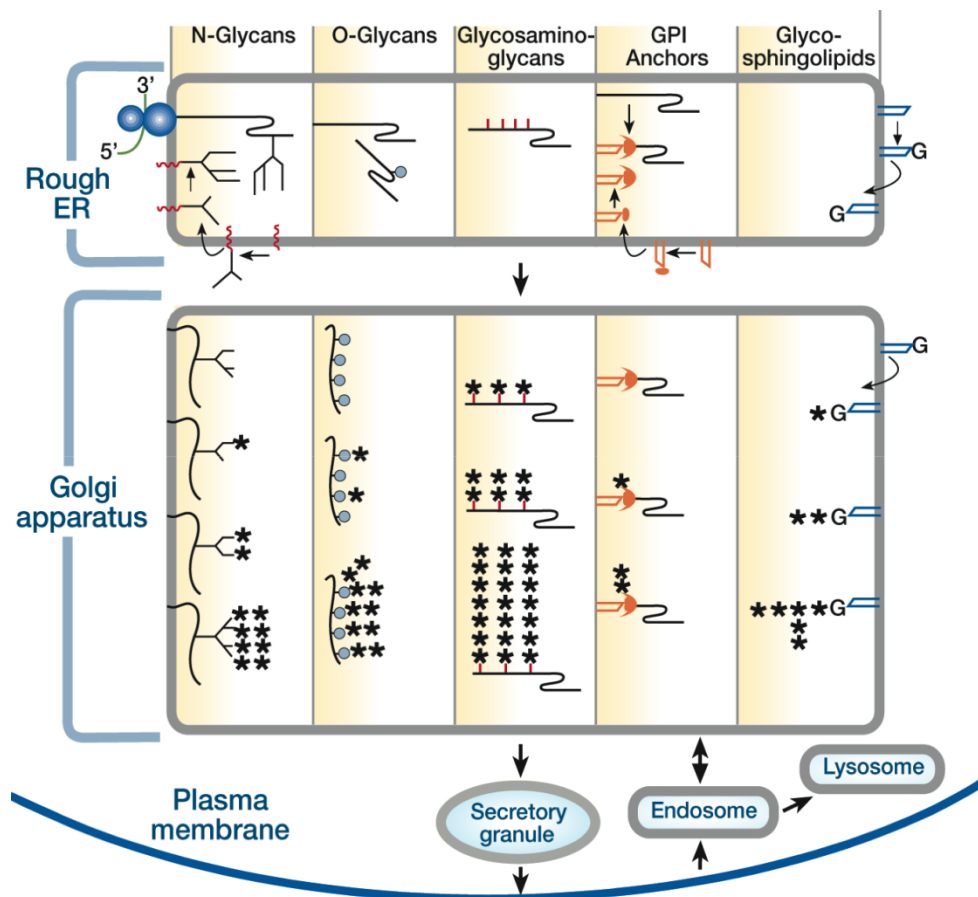 N-Glycans
O-Glycans
Glycosamino-
glycans
GPI
Anchors
Glyco-
sphingolipids
3’
5’
Rough
ER
G
G
Golgi
apparatus
G
*
* G
* *
* * * * * *
* * G
* * * *
* * * * G
Plasma
membrane
Secretory
granule
Endosome
Lysosome